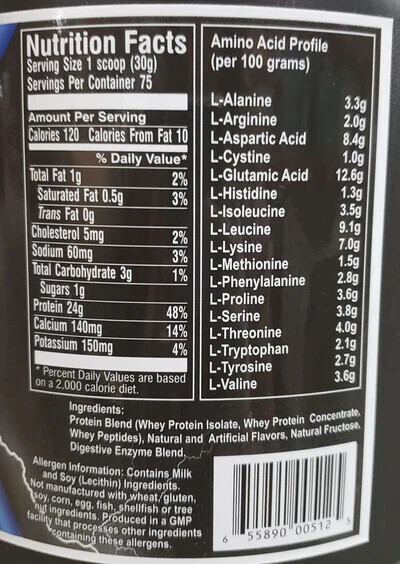 Nutrition Facts
Serving Size 1 scoop (30g)
Servings Per Container 75
Amount Per Serving
Calories 120 Calories From Fat 10
% Daily Value*
Total Fat 1g 2%
Saturated Fat 0.5g 3%
Trans Fat 0g
Cholesterol 5mg 2%
Sodium 60mg 3%
Total Carbohydrate 3g 1%
Sugars 1g
Protein 24g 48%
Calcium 140mg 14%
Potassium 150mg 4%
* Percent Daily Values are based
on a 2,000 calorie diet.
Amino Acid Profile
(per 100 grams)
L-Alanine 3.3g
L-Arginine 2.0g
L-Aspartic Acid 8.4g
L-Cystine 1.0g
L-Glutamic Acid 12.6g
L-Histidine 1.3g
L-Isoleucine 3.5g
L-Leucine 9.1g
L-Lysine 7.0g
L-Methionine 1.5g
L-Phenylalanine 2.8g
L-Proline 3.6g
L-Serine 3.8g
L-Threonine 4.0g
L-Tryptophan 2.1g
L-Tyrosine 2.7g
L-Valine 3.6g
Ingredients:
Protein Blend (Whey Protein Isolate, Whey Protein Concentrate,
Whey Peptides), Natural and Artificial Flavors, Natural Fructose,
Digestive Enzyme Blend
Allergen Information: Contains Milk
and Soy (Lecithin) Ingredients.
Not manufactured with wheat/gluten,
soy, corn, egg, fish, shellfish or tree
nut ingredients. Produced in a GMP
facility that processes other ingredients
containing these allergens.
6 55890 00512 5